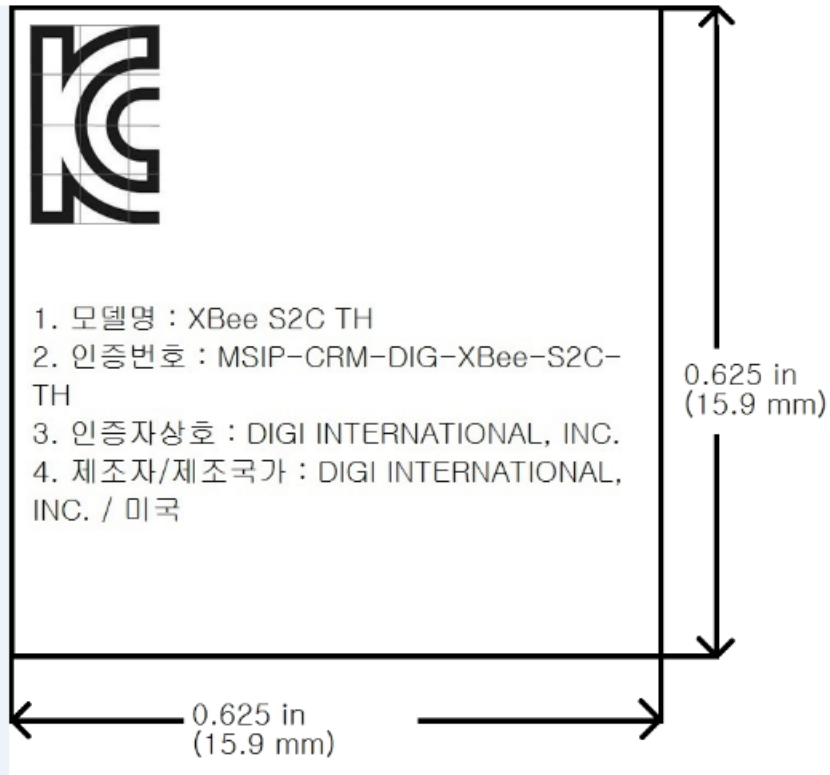 KC
1. 모델명 : XBee S2C TH
2. 인증번호 : MSIP-CRM-DIG-XBee-S2C-
TH
3. 인증자상호 : DIGI INTERNATIONAL, INC.
4. 제조자/제조국가 : DIGI INTERNATIONAL,
INC. / 미국
0.625 in
(15.9 mm)
0.625 in
(15.9 mm)